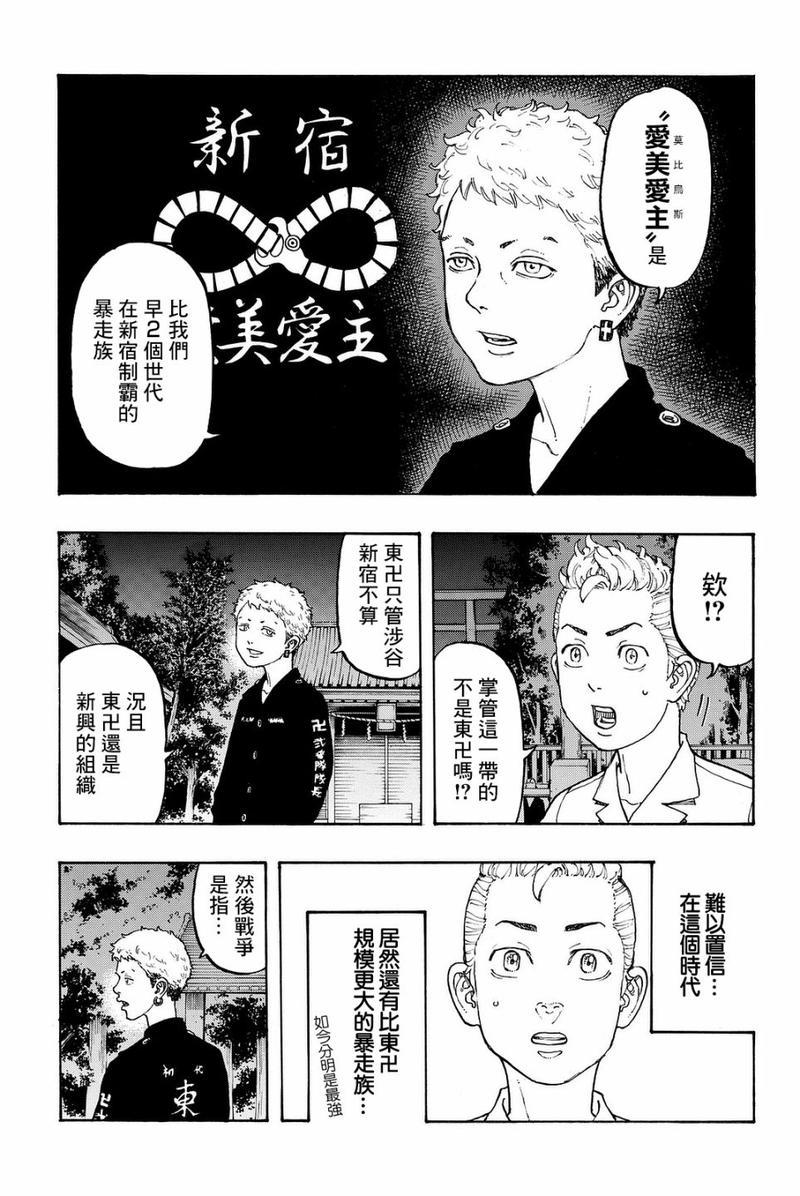 莫比烏斯
〝愛美愛主〟是
新宿
美愛主
比我們
早2個世代
在新宿制霸的
暴走族
欸!?
掌管這一帶的
不是東卍嗎!?
東卍只管涉谷
新宿不算
況且
東卍還是
新興的組織
卍
難以置信…
在這個時代
居然還有比東卍
規模更大的暴走族…
如今分明是最強
然後戰爭
是指…
初代
東
卍